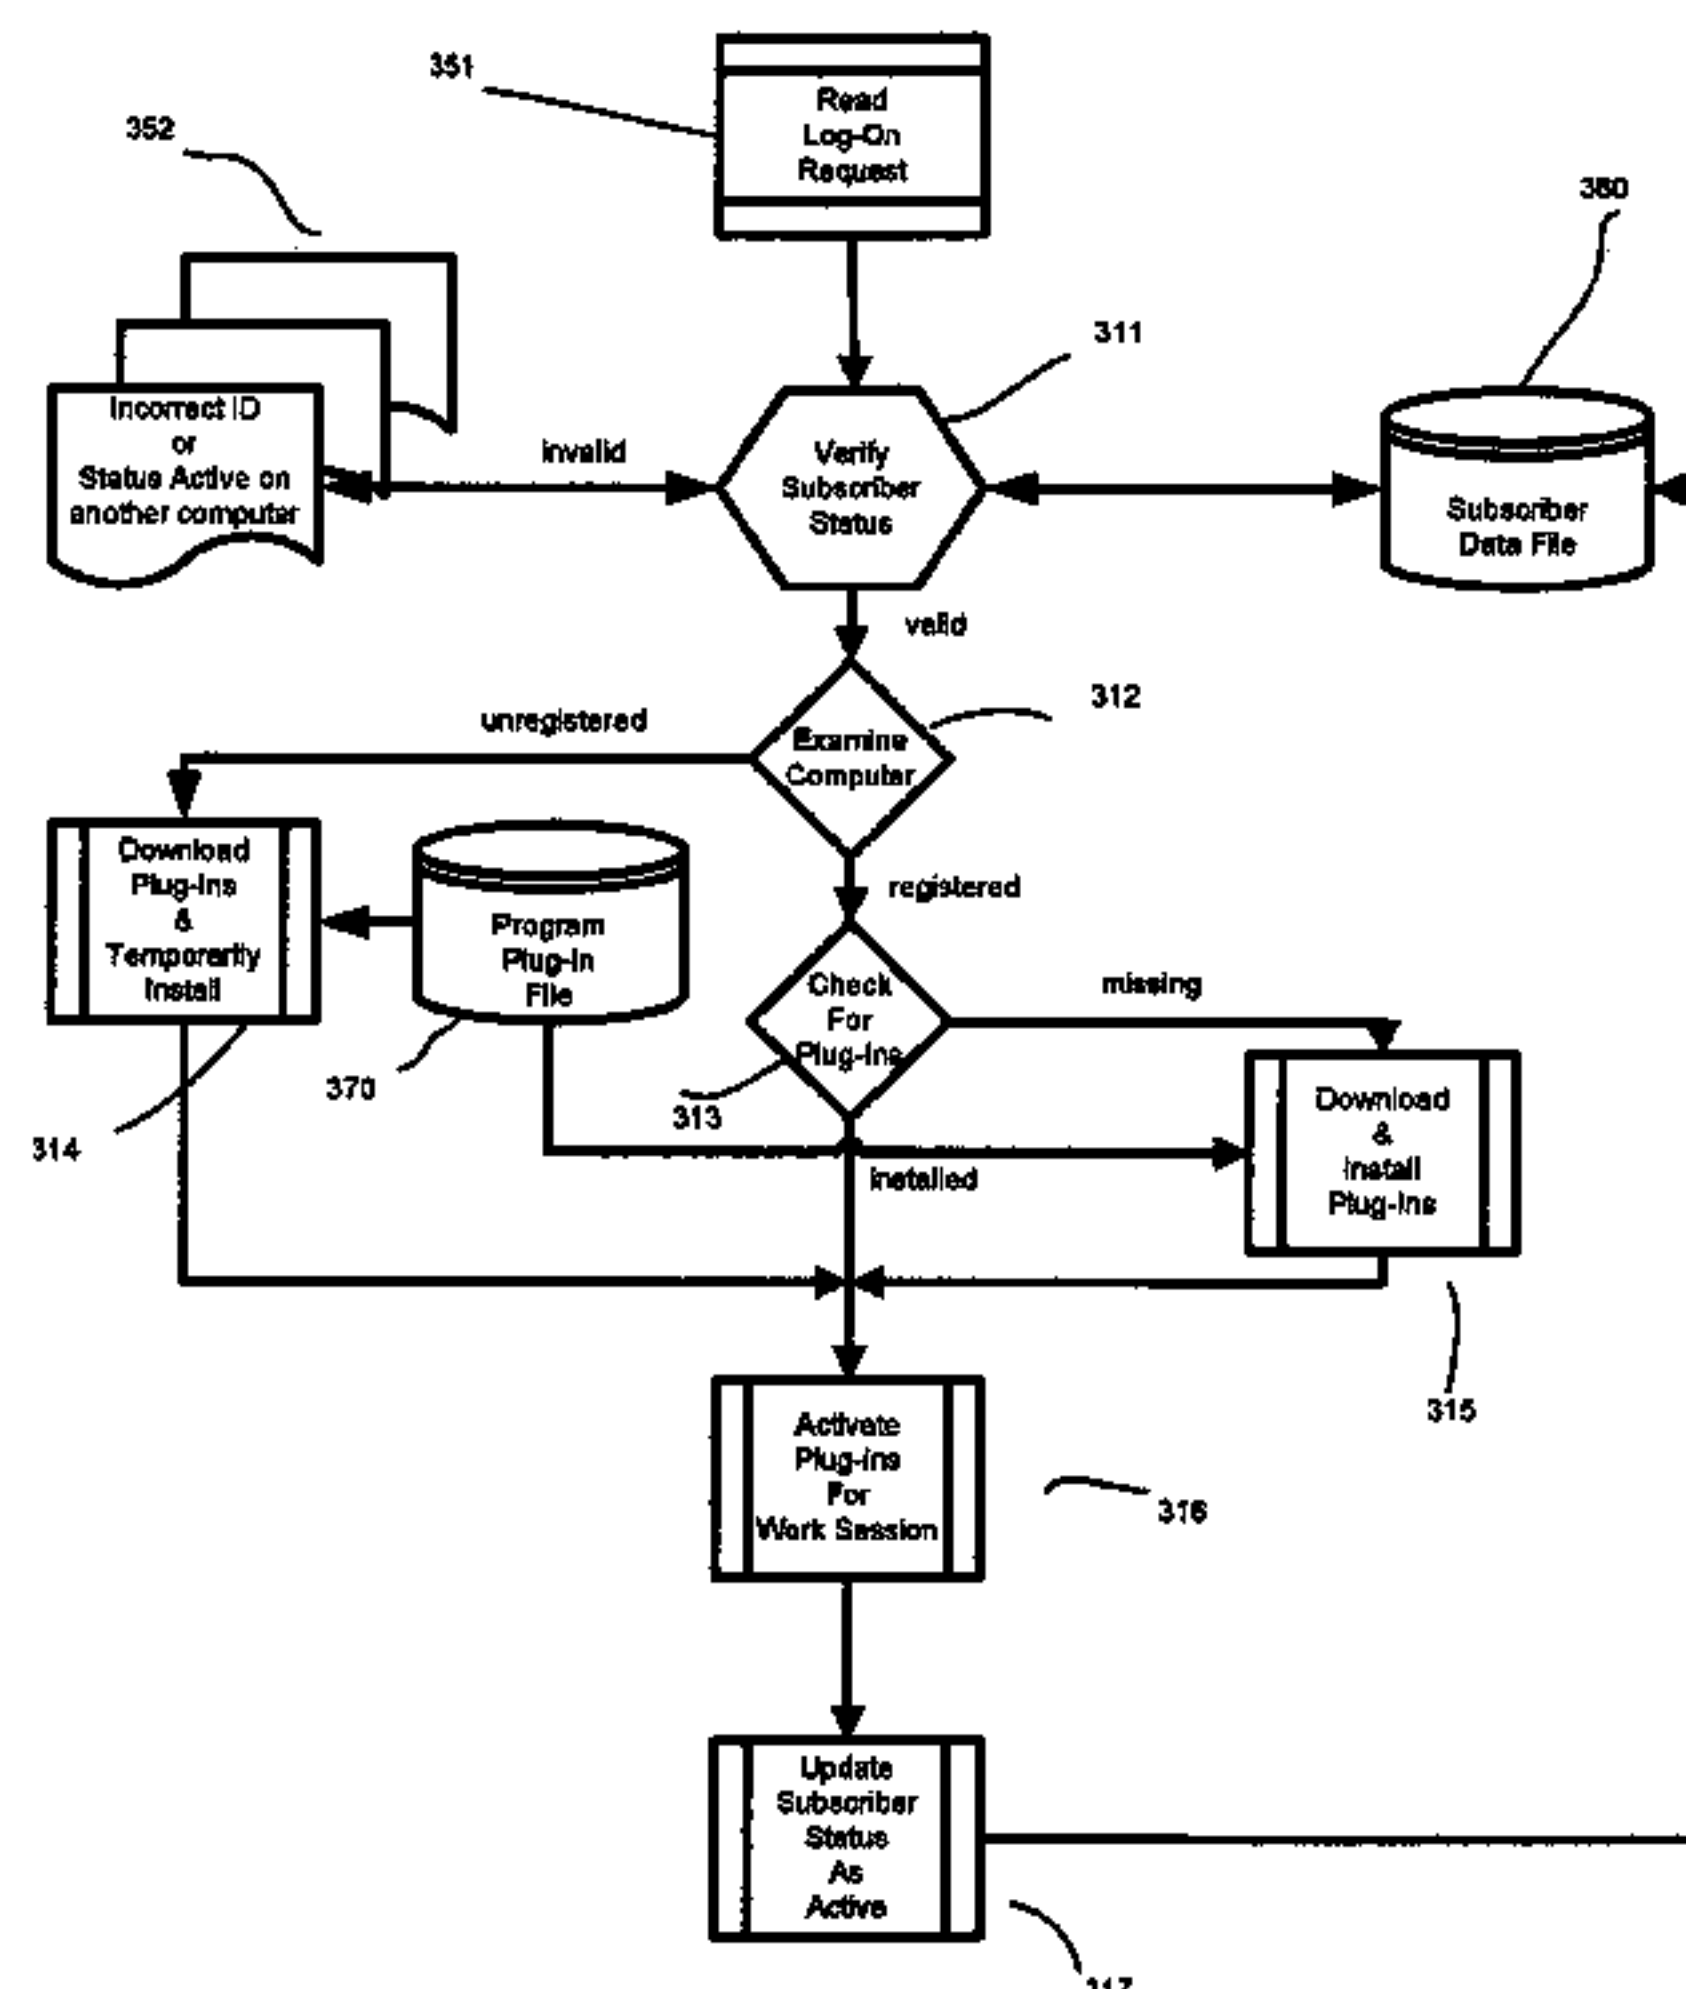 351
Read
Log-On
Request
352
360
311
Incorrect ID
or
Status Active on
another computer
invalid
Verify
Subscriber
Status
Subscriber
Data File
valid
312
unregistered
Examine
Computer
registered
Download
Plug-Ins
&
Temporarily
Install
Program
Plug-In
File
Check
For
Plug-Ins
missing
370
313
314
Download
&
Install
Plug-Ins
installed
315
Activate
Plug-Ins
For
Work Session
316
Update
Subscriber
Status
As
Active
317